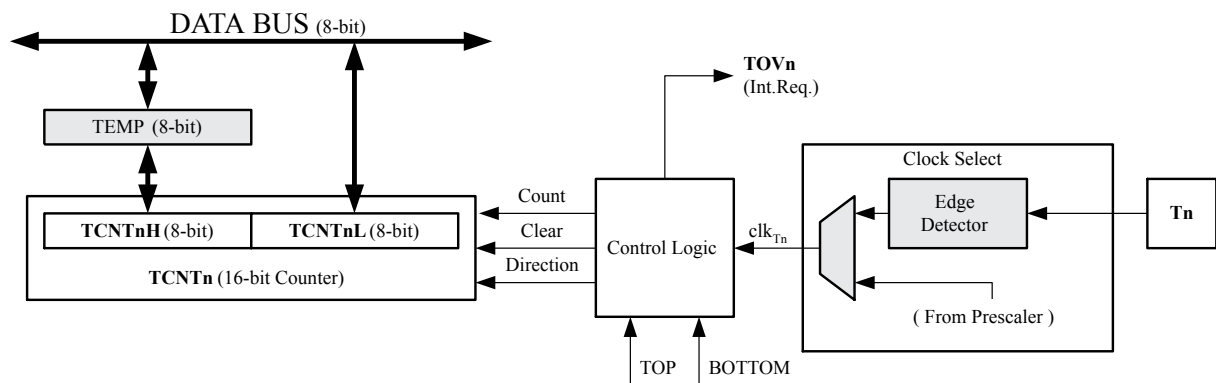 DATA BUS (8-bit)
TOVn
(Int.Req.)
TEMP (8-bit)
Clock Select
Count
Edge
Detector
Tn
TCNTnH (8-bit)
TCNTnL (8-bit)
Clear
Control Logic
clkTn
TCNTn (16-bit Counter)
Direction
( From Prescaler )
TOP
BOTTOM